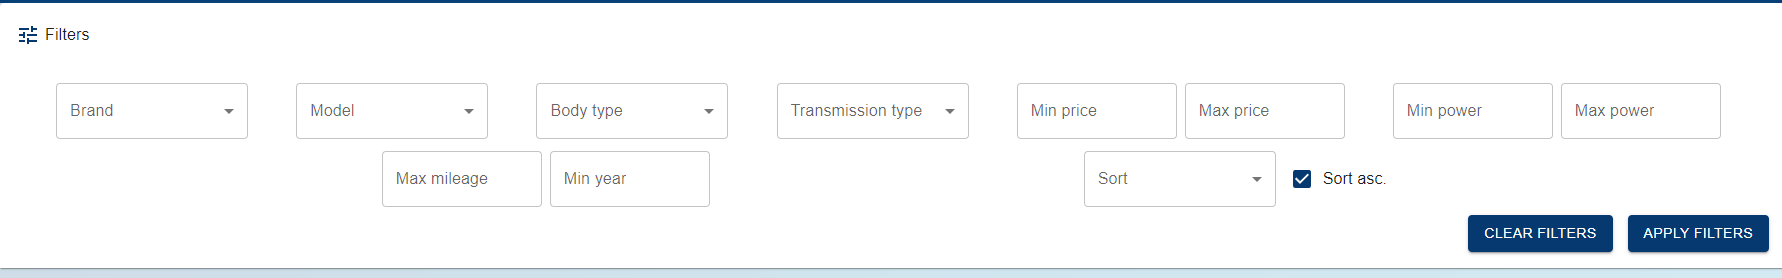 Filters
Brand Model Body type Transmission type Min price Max price Min power Max power
Max mileage Min year Sort Sort asc.
CLEAR FILTERS APPLY FILTERS